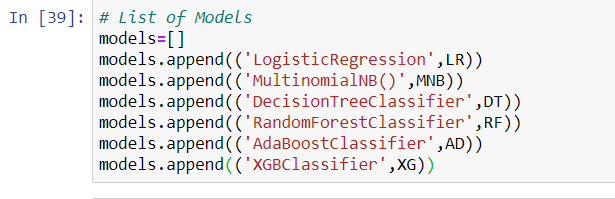 In [39]: # List of Models
models=[]
models.append(('LogisticRegression',LR))
models.append(('MultinomialNB()',MNB))
models.append(('DecisionTreeClassifier',DT))
models.append(('RandomForestClassifier',RF))
models.append(('AdaBoostClassifier',AD))
models.append(('XGBClassifier',XG))